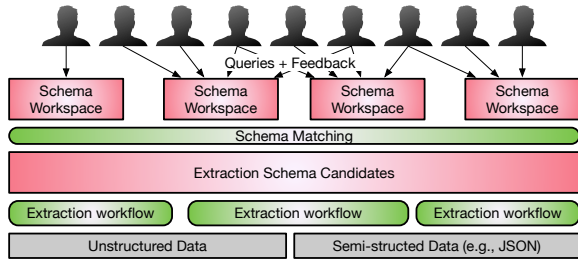 Queries + Feedback
Schema Workspace
Schema Workspace
Schema Workspace
Schema Workspace
Schema Matching
Extraction Schema Candidates
Extraction workflow
Extraction workflow
Extraction workflow
Unstructured Data
Semi-structed Data (e.g., JSON)